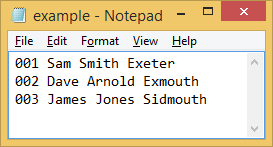 example - Notepad
File Edit Format View Help
001 Sam Smith Exeter
002 Dave Arnold Exmouth
003 James Jones Sidmouth